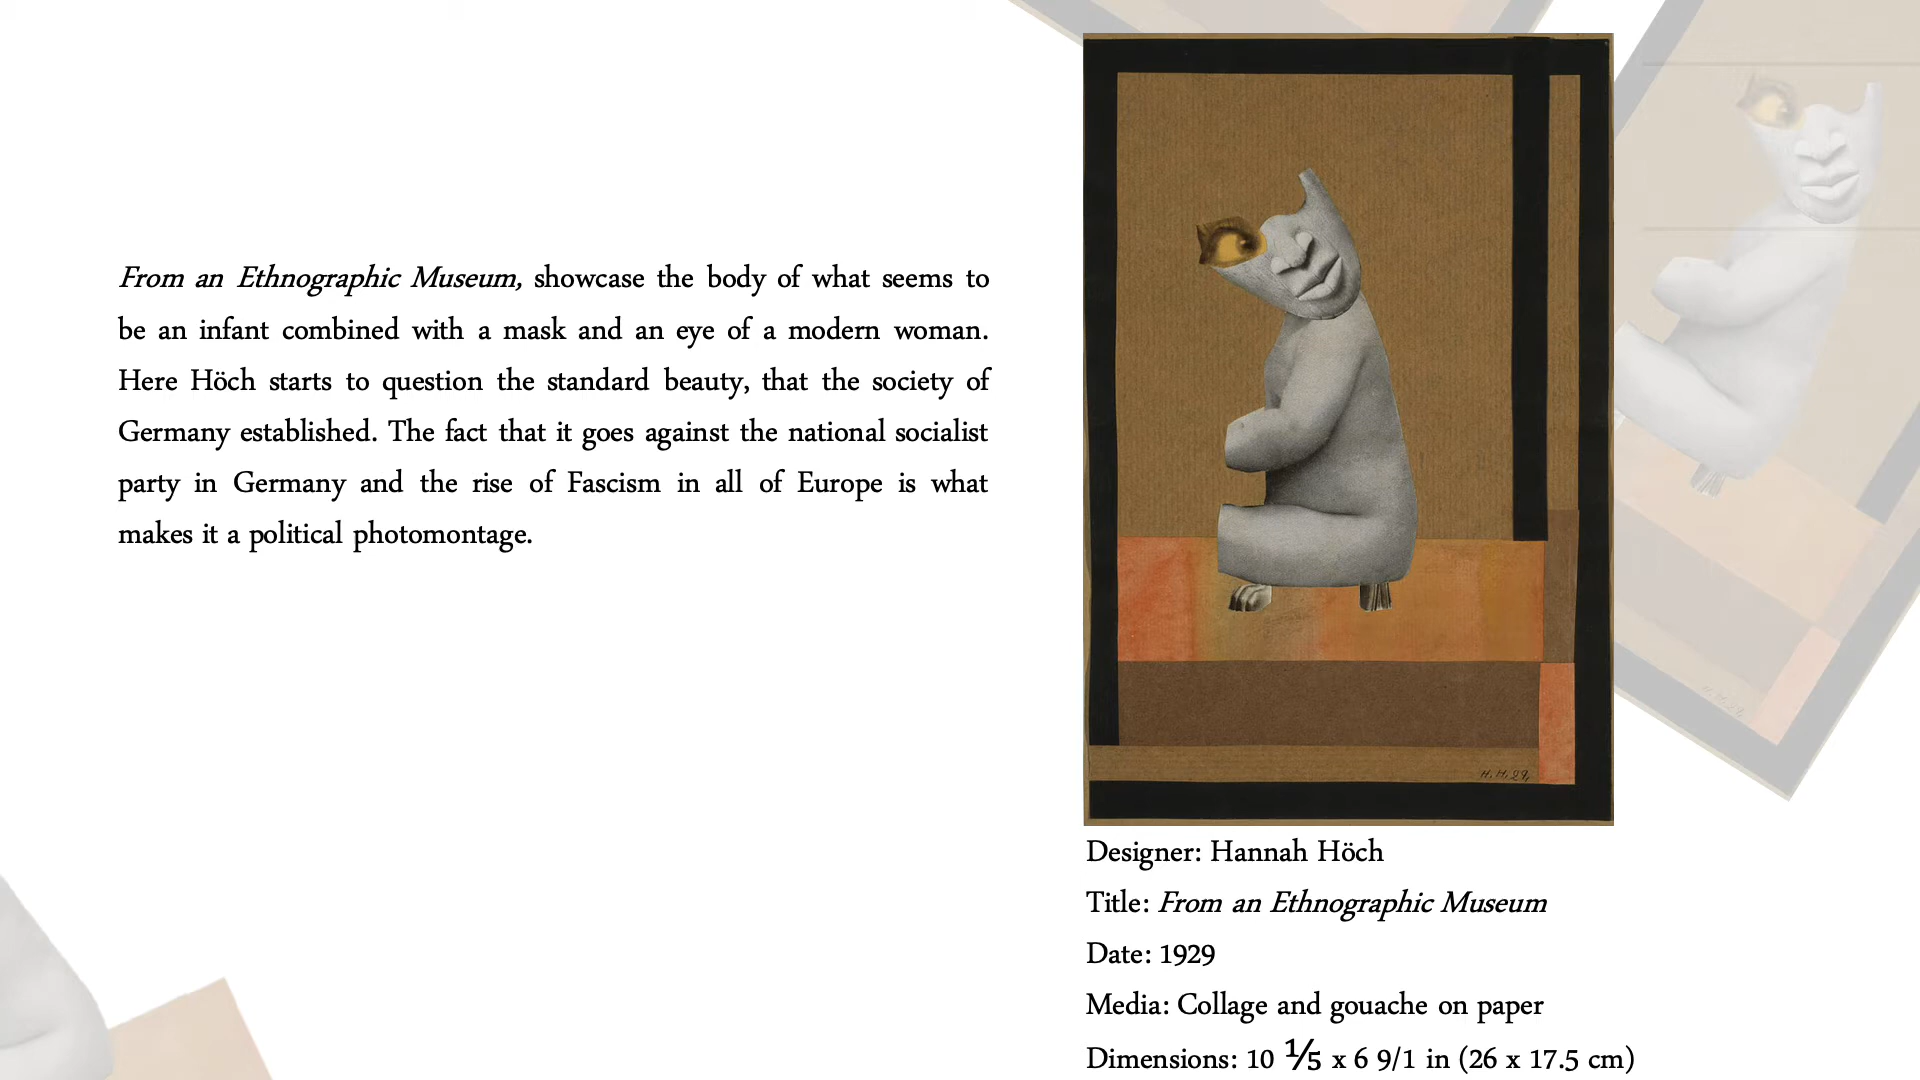 From an Ethnographic Museum, showcase the body of what seems to
be an infant combined with a mask and an eye of a modern woman.
Here Höch starts to question the standard beauty, that the society of
Germany established. The fact that it goes against the national socialist
party in Germany and the rise of Fascism in all of Europe is what
makes it a political photomontage.
H.H.29
Designer: Hannah Höch
Title: From an Ethnographic Museum
Date: 1929
Media: Collage and gouache on paper
Dimensions: 10 ⅕ x 6 9/1 in (26 x 17.5 cm)